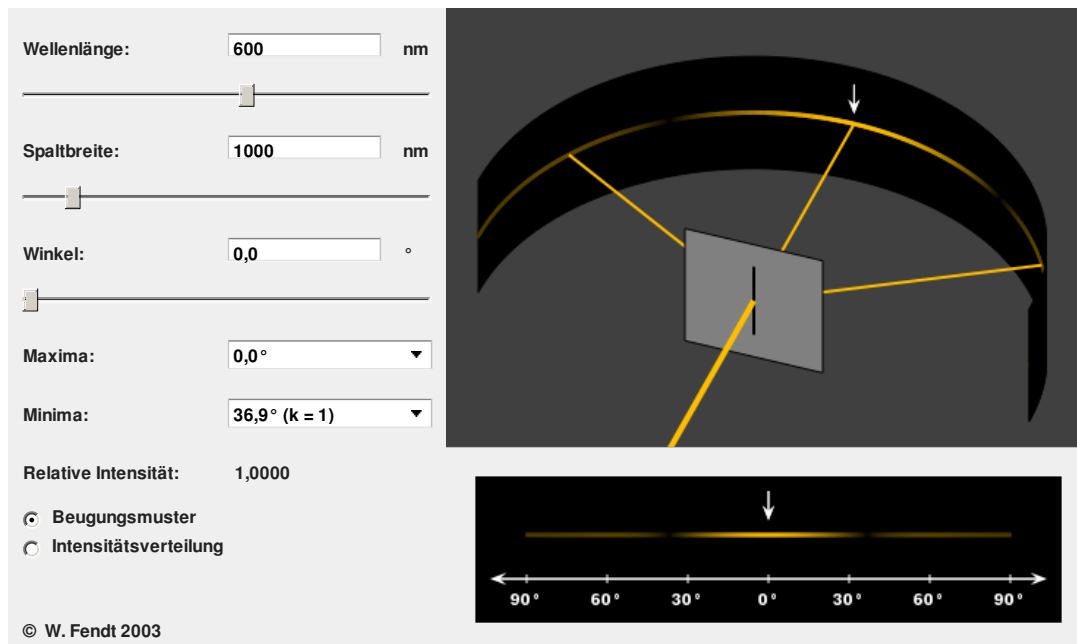 Wellenlänge: 600 nm
Spaltbreite: 1000 nm
Winkel: 0,0 °
Maxima: 0,0°
Minima: 36,9° (k = 1)
Relative Intensität: 1,0000
Beugungsmuster
Intensitätsverteilung
© W. Fendt 2003
90° 60° 30° 0° 30° 60° 90°